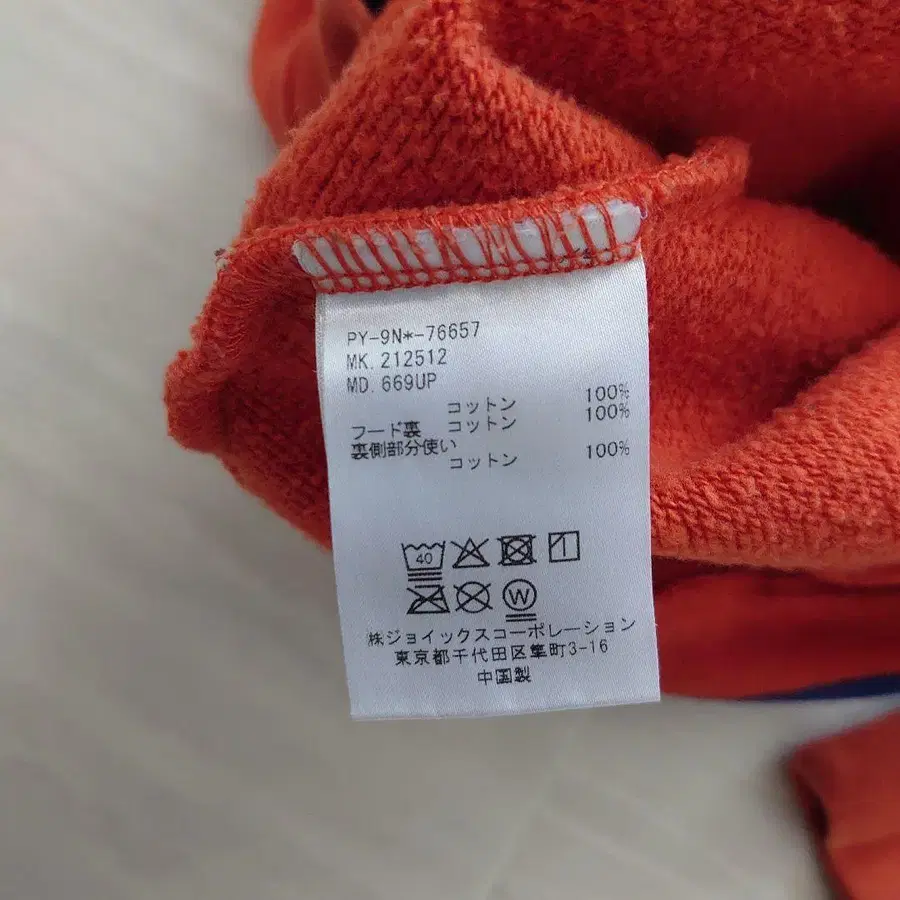 PY-9N*-76657
MK. 212512
MD. 669UP
コットン 100%
フード裏 コットン 100%
裏側部分使い
コットン 100%
40
W
㈱ジョイックスコーポレーション
東京都千代田区隼町3-16
中国製